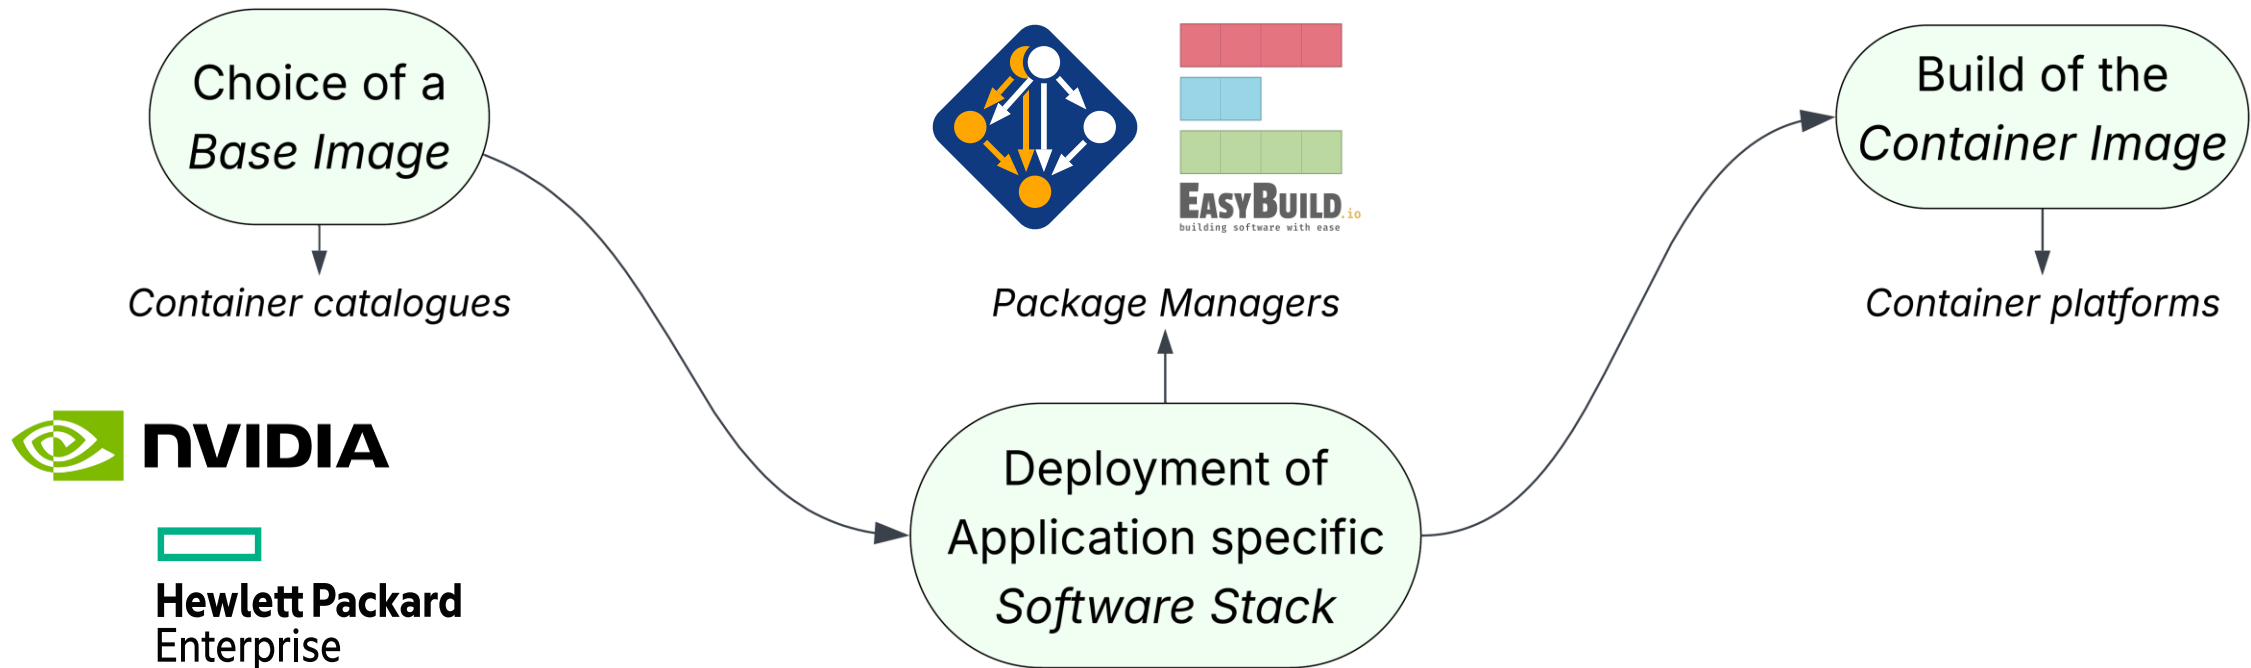 Choice of a
Base Image
Container catalogues
NVIDIA
Hewlett Packard
Enterprise
EASYBUILD.io
building software with ease
Package Managers
Deployment of
Application specific
Software Stack
Build of the
Container Image
Container platforms